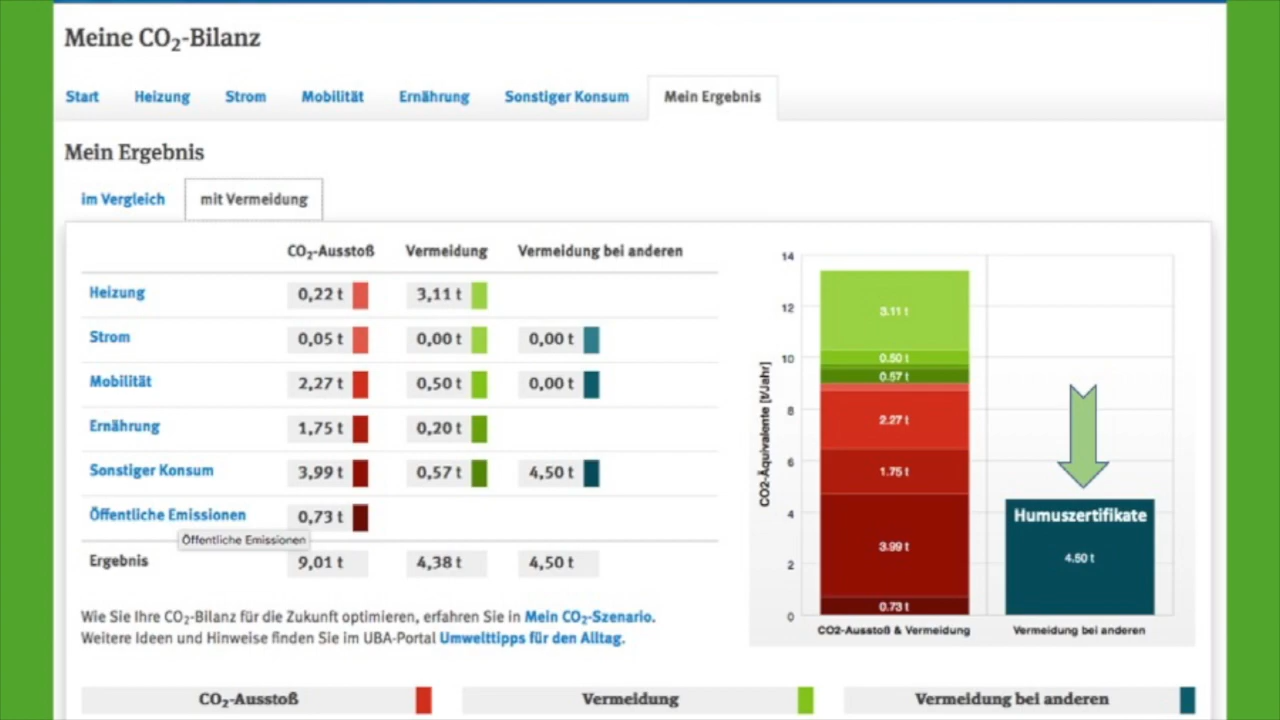 Meine CO₂-Bilanz
Start Heizung Strom Mobilität Ernährung Sonstiger Konsum Mein Ergebnis
Mein Ergebnis
im Vergleich mit Vermeidung
CO₂-Ausstoß Vermeidung Vermeidung bei anderen
Heizung 0,22 t 3,11 t
Strom 0,05 t 0,00 t 0,00 t
Mobilität 2,27 t 0,50 t 0,00 t
Ernährung 1,75 t 0,20 t
Sonstiger Konsum 3,99 t 0,57 t 4,50 t
Öffentliche Emissionen 0,73 t
Öffentliche Emissionen
Ergebnis 9,01 t 4,38 t 4,50 t
Wie Sie Ihre CO₂-Bilanz für die Zukunft optimieren, erfahren Sie in Mein CO₂-Szenario.
Weitere Ideen und Hinweise finden Sie im UBA-Portal Umwelttipps für den Alltag.
CO2-Äquivalente [t/Jahr]
14
12
10
8
6
4
2
0
3.11 t
0.50 t
0.57 t
2.27 t
1.75 t
3.99 t
0.73 t
Humuszertifikate
4.50 t
CO2-Ausstoß & Vermeidung Vermeidung bei anderen
CO₂-Ausstoß Vermeidung Vermeidung bei anderen